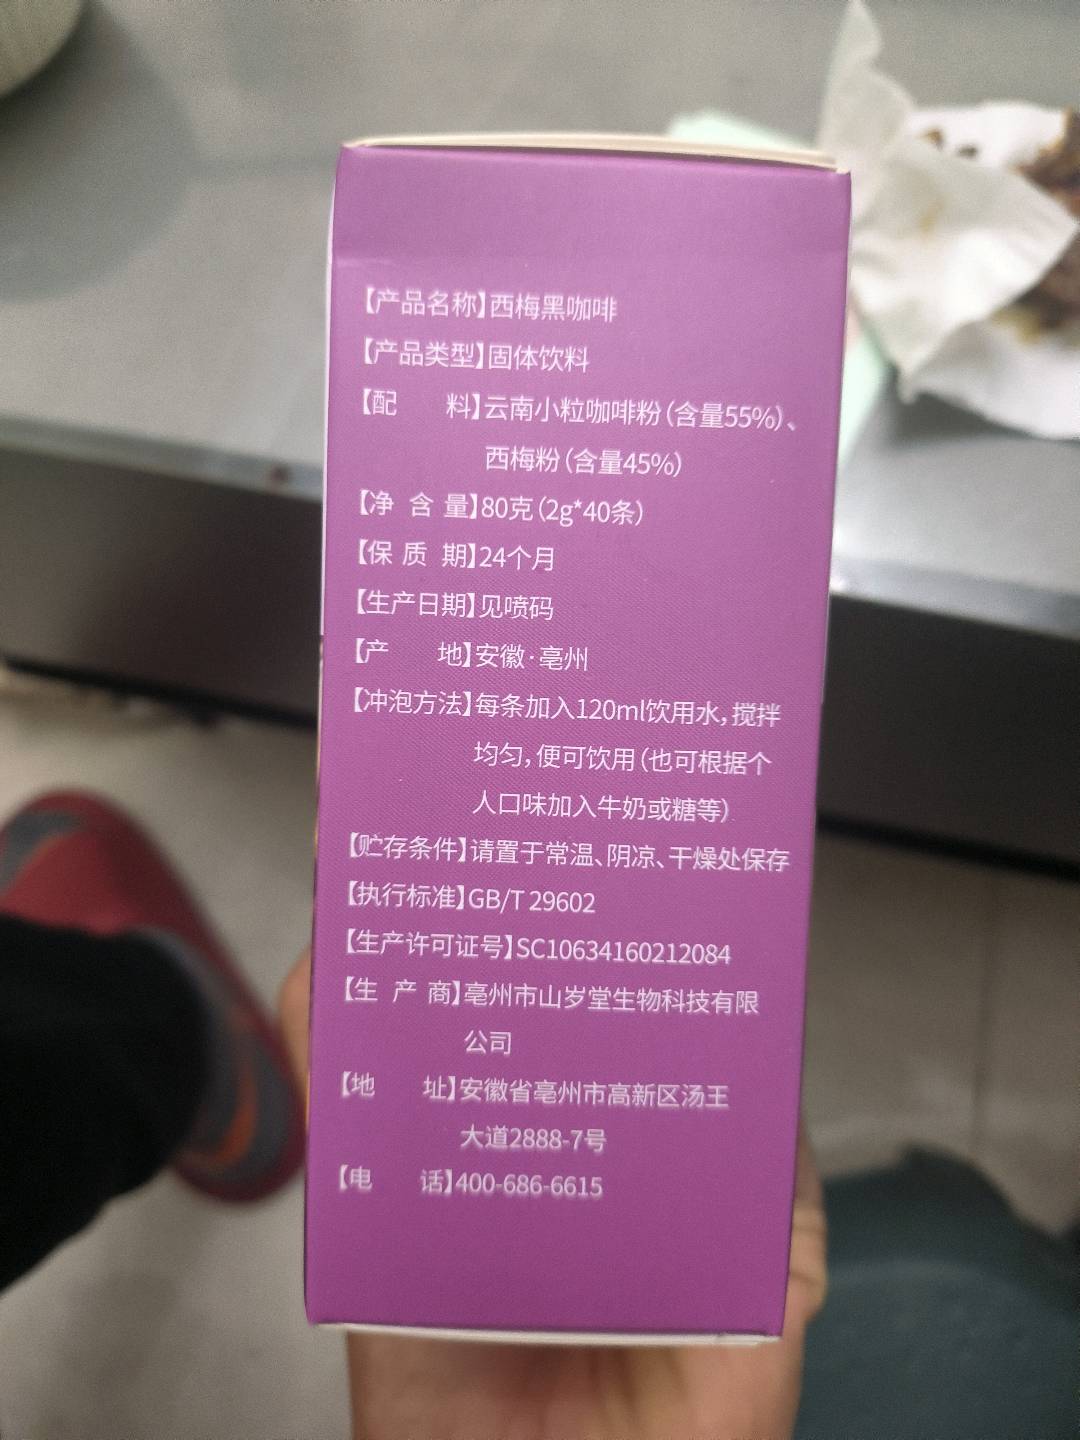 【产品名称】西梅黑咖啡
【产品类型】固体饮料
【配 料】云南小粒咖啡粉(含量55%)、
西梅粉(含量45%)
【净 含 量】80克(2g*40条)
【保 质 期】24个月
【生产日期】见喷码
【产 地】安徽·亳州
【冲泡方法】每条加入120ml饮用水,搅拌
均匀,便可饮用(也可根据个
人口味加入牛奶或糖等)
【贮存条件】请置于常温、阴凉、干燥处保存
【执行标准】GB/T 29602
【生产许可证号】SC10634160212084
【生 产 商】亳州市山岁堂生物科技有限
公司
【地 址】安徽省亳州市高新区汤王
大道2888-7号
【电 话】400-686-6615